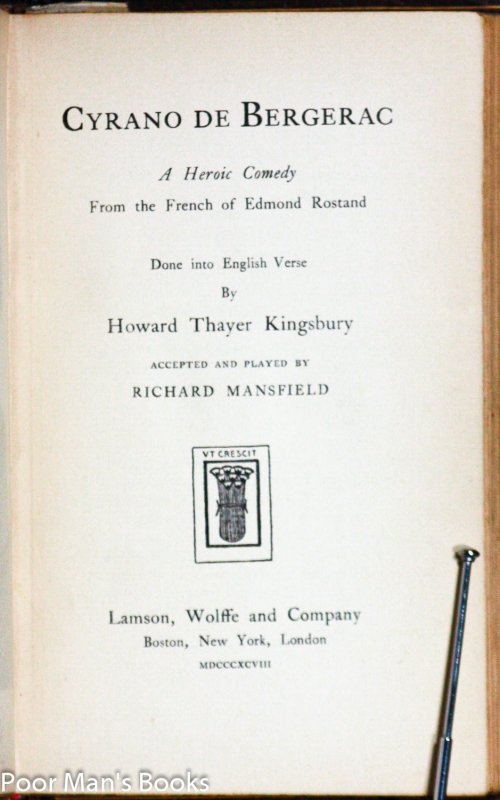 CYRANO DE BERGERAC
A Heroic Comedy
From the French of Edmond Rostand
Done into English Verse
By
Howard Thayer Kingsbury
ACCEPTED AND PLAYED BY
RICHARD MANSFIELD
VT CRESCIT
Lamson, Wolffe and Company
Boston, New York, London
MDCCCXCVIII
Poor Man's Books